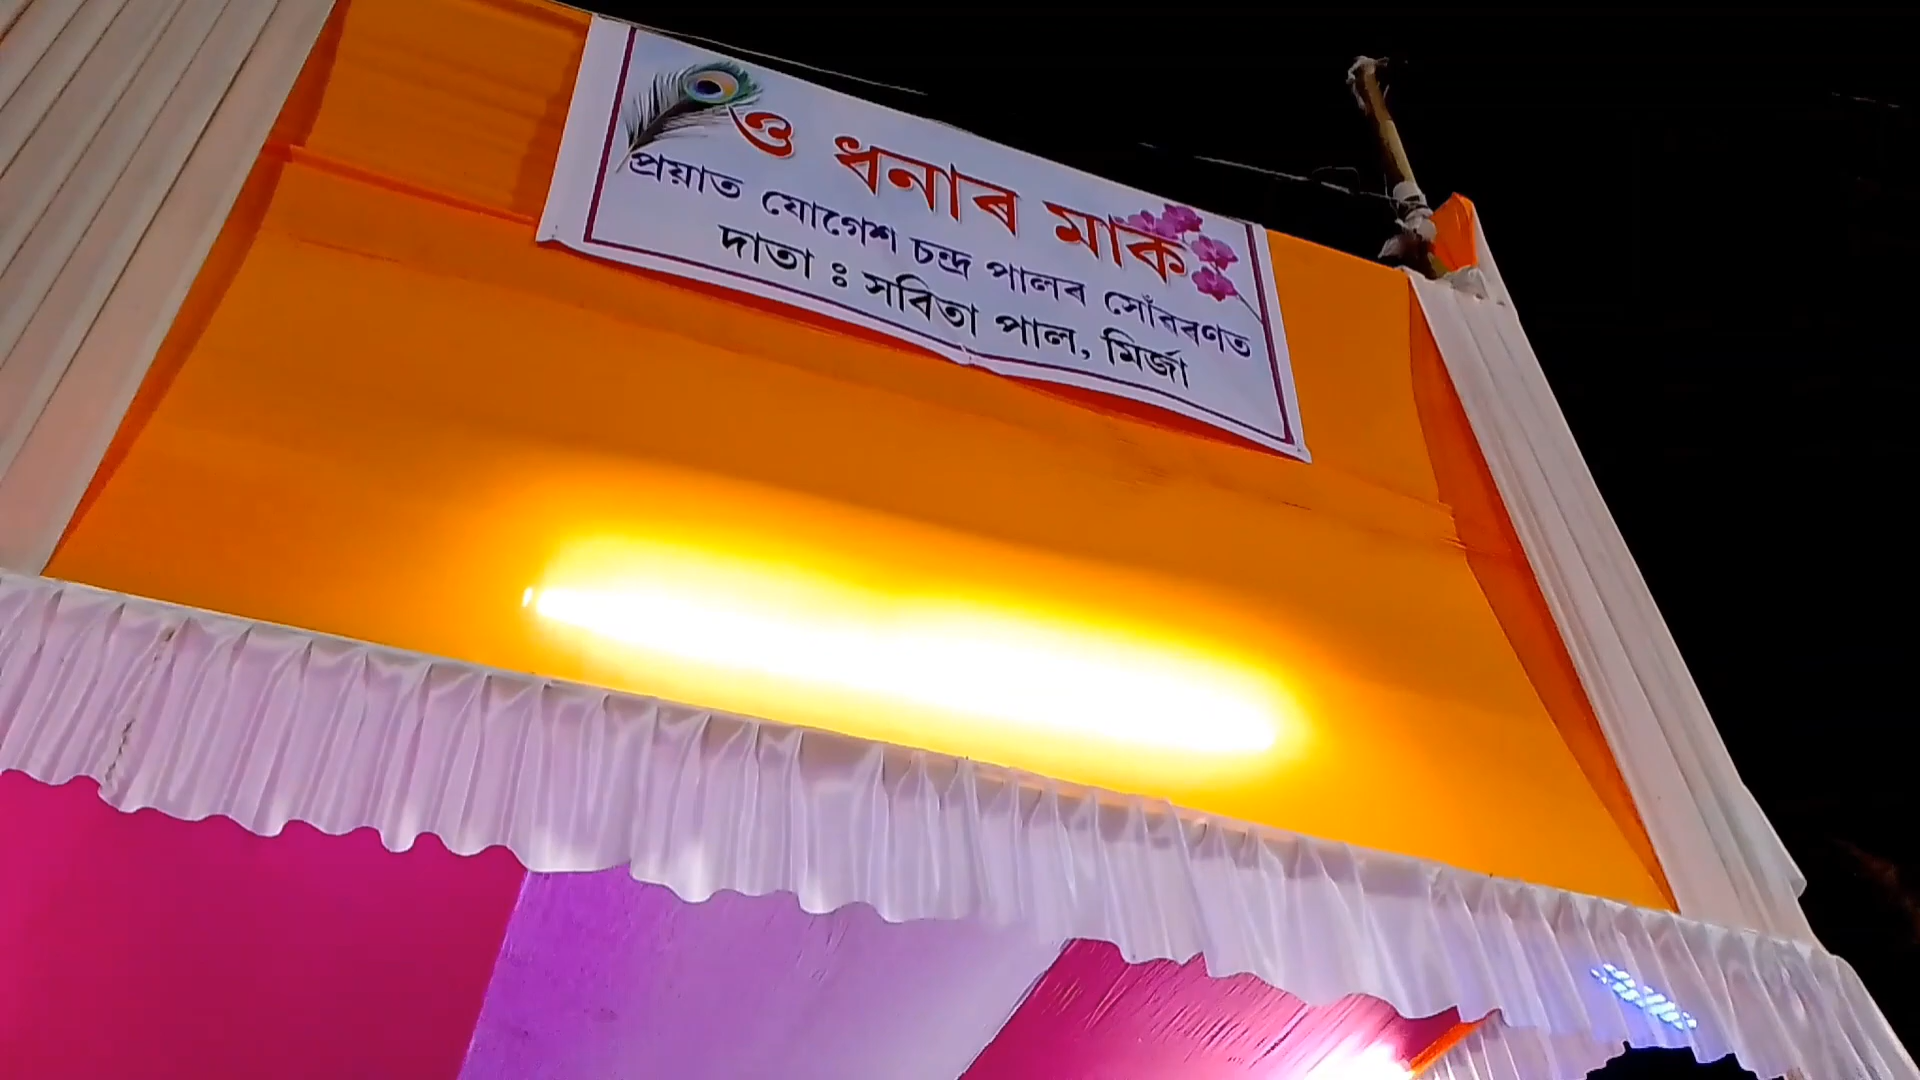 ও ধনাৰ মাক
প্ৰয়াত যোগেশ চন্দ্ৰ পালৰ সোঁৱৰণত
দাতা ঃ সবিতা পাল, মিৰ্জা